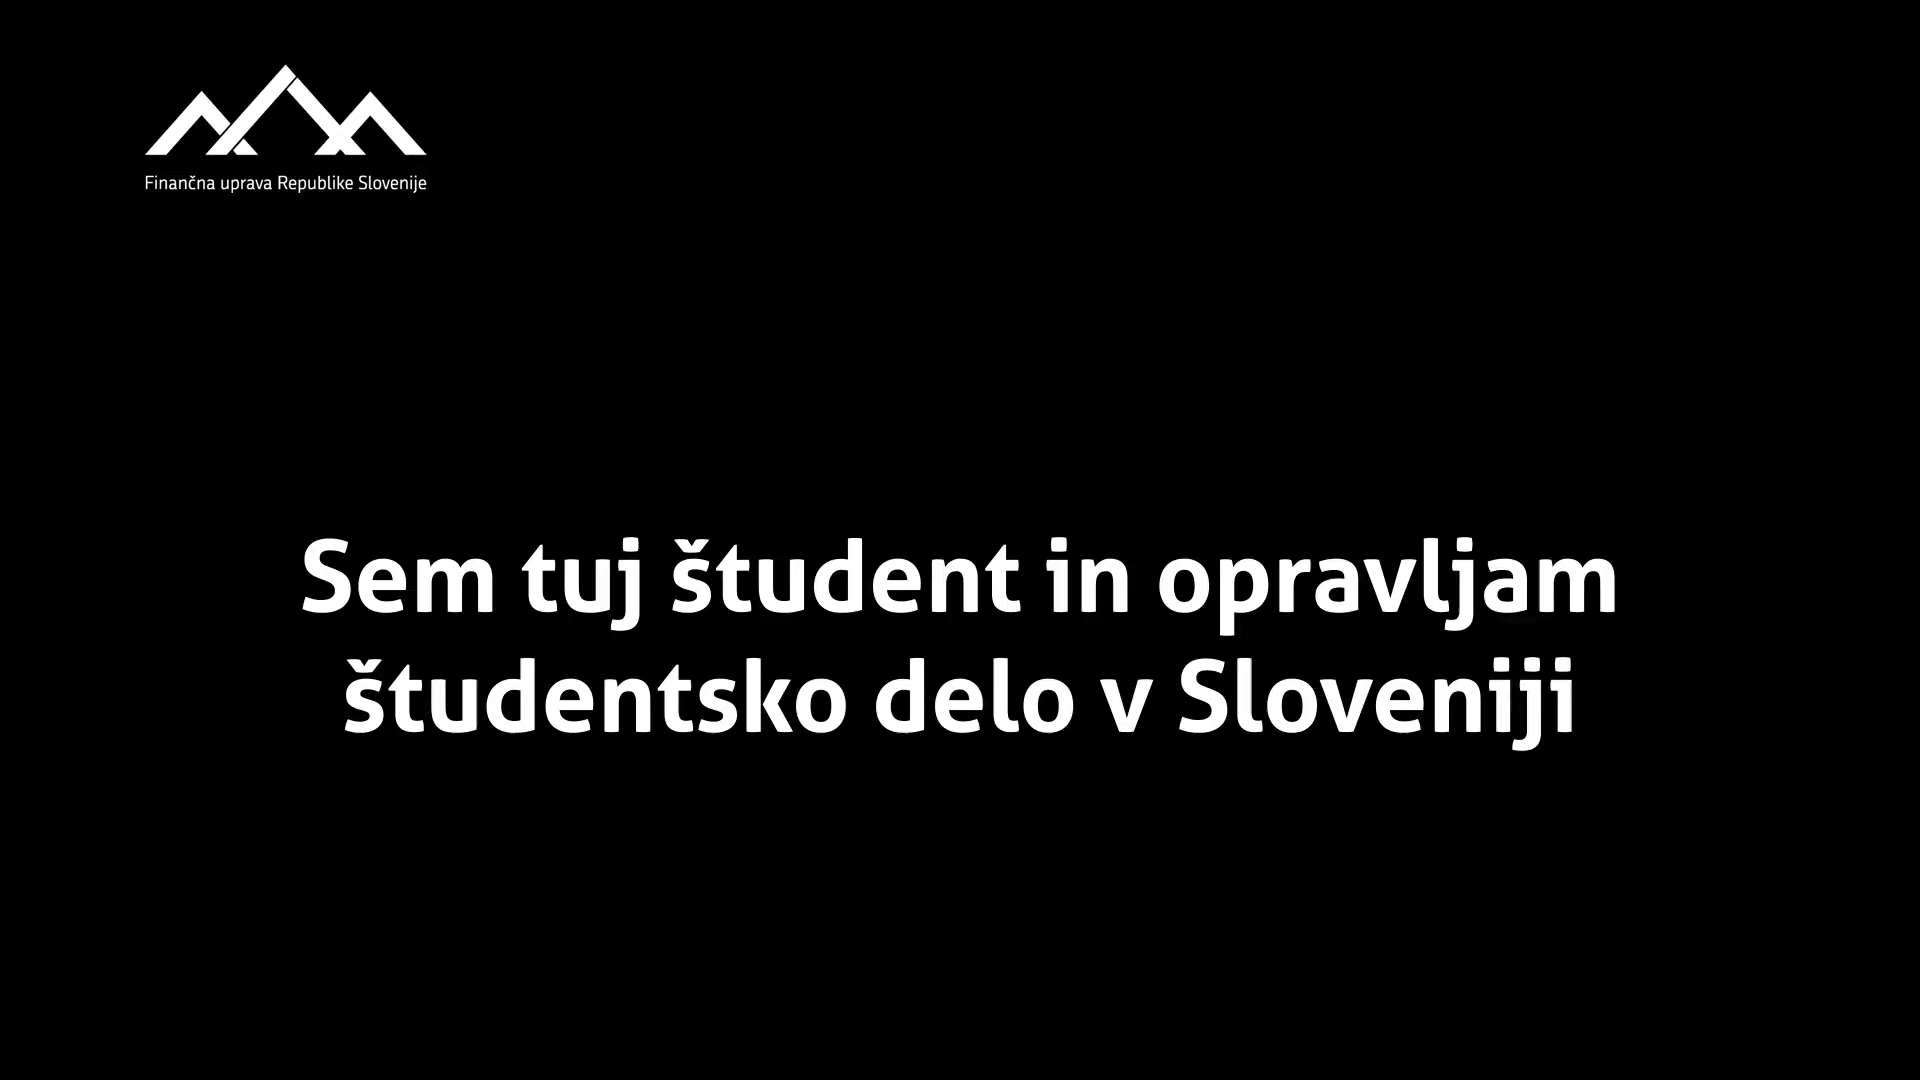 Finančna uprava Republike Slovenije
Sem tuj študent in opravljam
študentsko delo v Sloveniji